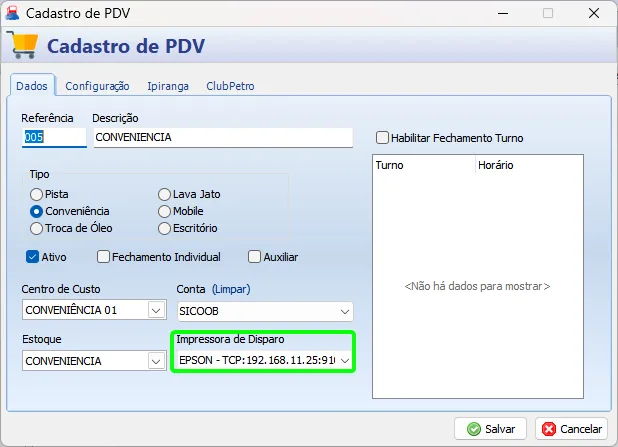 Cadastro de PDV
Cadastro de PDV
Dados Configuração Ipiranga ClubPetro
Referência Descrição
005 CONVENIENCIA
Habilitar Fechamento Turno
Turno Horário
<Não há dados para mostrar>
Tipo
Pista Lava Jato
Conveniência Mobile
Troca de Óleo Escritório
Ativo Fechamento Individual Auxiliar
Centro de Custo Conta (Limpar)
CONVENIÊNCIA 01 SICOOB
Estoque Impressora de Disparo
CONVENIENCIA EPSON - TCP:192.168.11.25:910
Salvar Cancelar